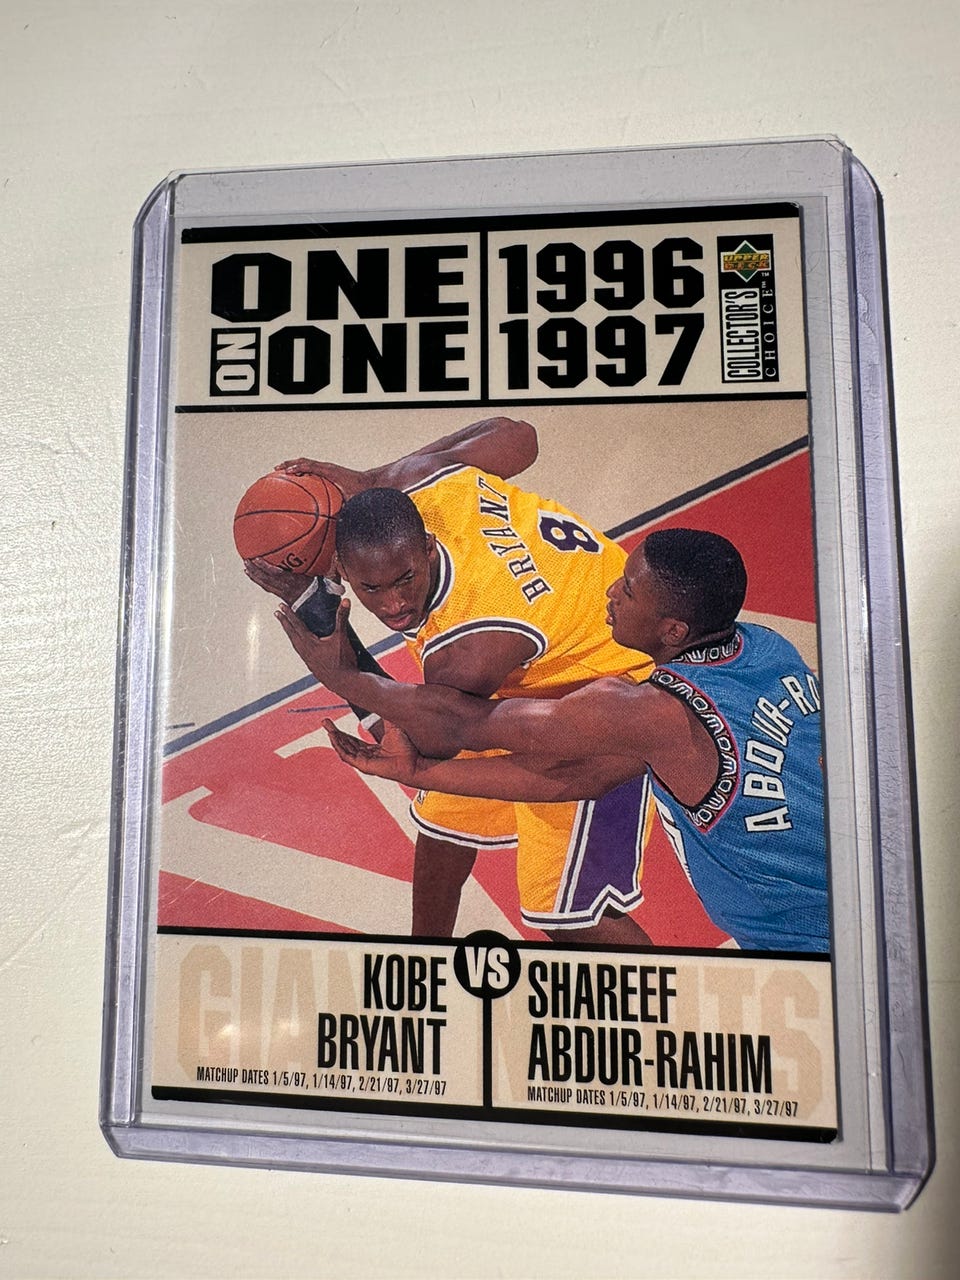 ONE
ON ONE
1996
1997
UPPER
DECK
TM
COLLECTOR'S
CHOICE™
BRYANT
8
ABDUR-RA
KOBE
BRYANT
MATCHUP DATES 1/5/97, 1/14/97, 2/21/97, 3/27/97
VS
SHAREEF
ABDUR-RAHIM
MATCHUP DATES 1/5/97, 1/14/97, 2/21/97, 3/27/97